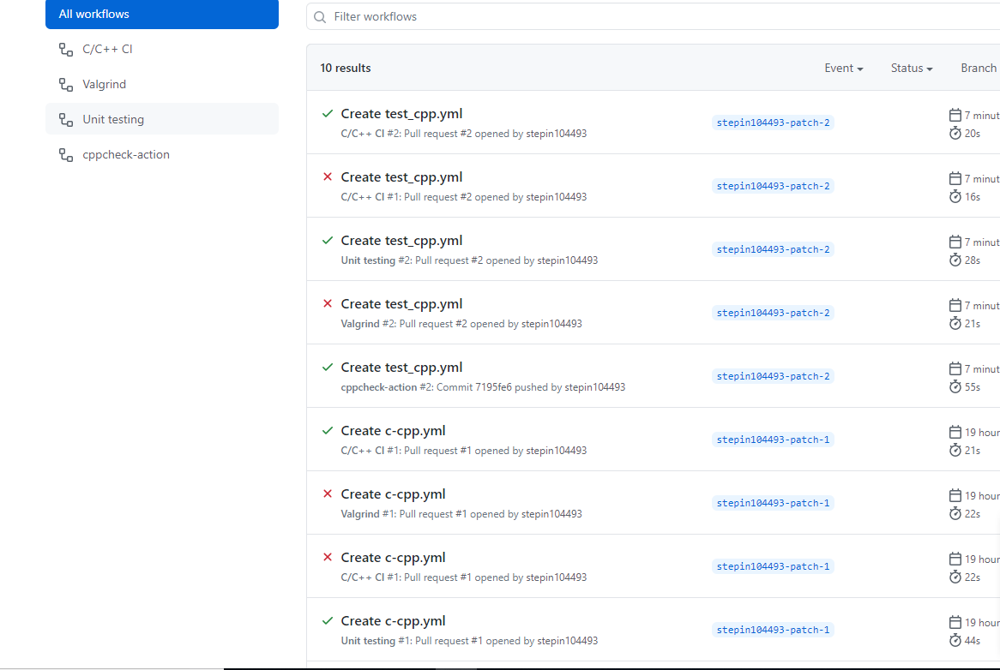 All workflows
C/C++ CI
Valgrind
Unit testing
cppcheck-action
Filter workflows
10 results
Event
Status
Branch
Create test_cpp.yml
C/C++ CI #2: Pull request #2 opened by stepin104493
stepin104493-patch-2
7 minut
20s
Create test_cpp.yml
C/C++ CI #1: Pull request #2 opened by stepin104493
stepin104493-patch-2
7 minut
16s
Create test_cpp.yml
Unit testing #2: Pull request #2 opened by stepin104493
stepin104493-patch-2
7 minut
28s
Create test_cpp.yml
Valgrind #2: Pull request #2 opened by stepin104493
stepin104493-patch-2
7 minut
21s
Create test_cpp.yml
cppcheck-action #2: Commit 7195fe6 pushed by stepin104493
stepin104493-patch-2
7 minut
55s
Create c-cpp.yml
C/C++ CI #1: Pull request #1 opened by stepin104493
stepin104493-patch-1
19 hour
21s
Create c-cpp.yml
Valgrind #1: Pull request #1 opened by stepin104493
stepin104493-patch-1
19 hour
22s
Create c-cpp.yml
C/C++ CI #1: Pull request #1 opened by stepin104493
stepin104493-patch-1
19 hour
22s
Create c-cpp.yml
Unit testing #1: Pull request #1 opened by stepin104493
stepin104493-patch-1
19 hour
44s